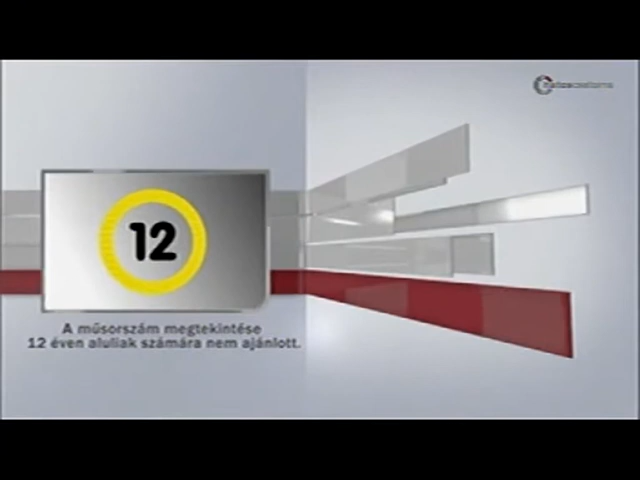 12
A műsorszám megtekintése
12 éven aluliak számára nem ajánlott.